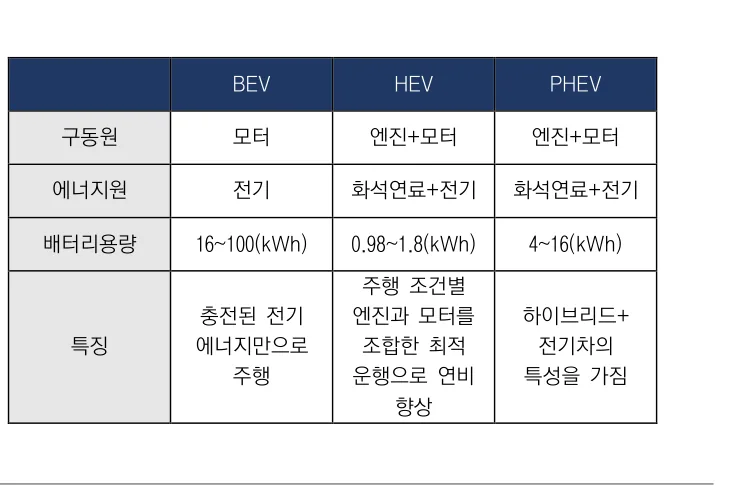 BEV HEV PHEV
구동원 모터 엔진+모터 엔진+모터
에너지원 전기 화석연료+전기 화석연료+전기
배터리용량 16~100(kWh) 0.98~1.8(kWh) 4~16(kWh)
특징
충전된 전기
에너지만으로
주행
주행 조건별
엔진과 모터를
조합한 최적
운행으로 연비
향상
하이브리드+
전기차의
특성을 가짐